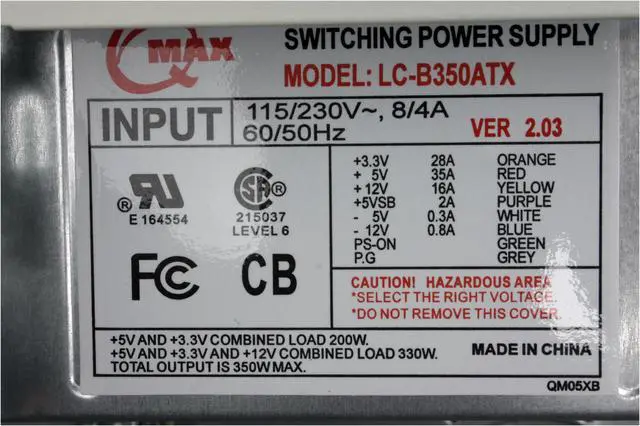 QMAX
SWITCHING POWER SUPPLY
MODEL: LC-B350ATX
INPUT
115/230V~, 8/4A
60/50Hz
VER 2.03
+3.3V 28A ORANGE
+ 5V 35A RED
+12V 16A YELLOW
+5VSB 2A PURPLE
- 5V 0.3A WHITE
- 12V 0.8A BLUE
PS-ON GREEN
P.G GREY
RU ®
E 164554
SA ®
215037
LEVEL 6
FCC
CB
CAUTION! HAZARDOUS AREA
*SELECT THE RIGHT VOLTAGE.
*DO NOT REMOVE THIS COVER.
+5V AND +3.3V COMBINED LOAD 200W.
+5V AND +3.3V AND +12V COMBINED LOAD 330W.
TOTAL OUTPUT IS 350W MAX.
MADE IN CHINA
QM05XB